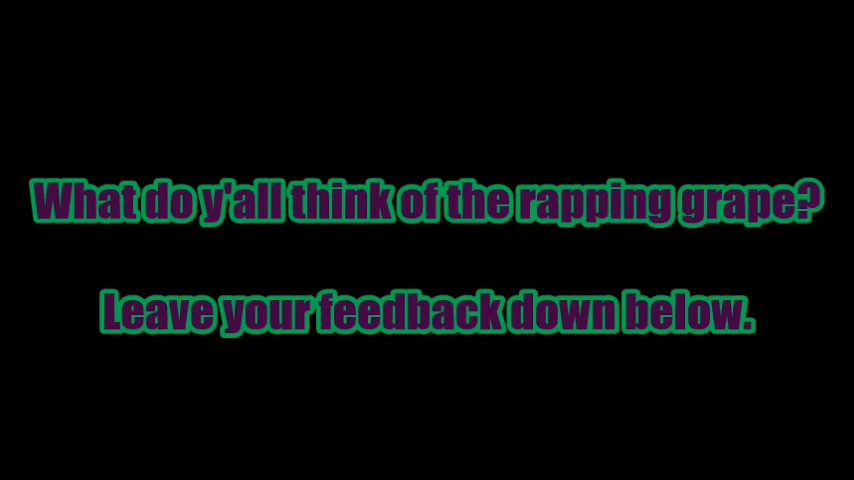 What do y'all think of the rapping grape?
Leave your feedback down below.